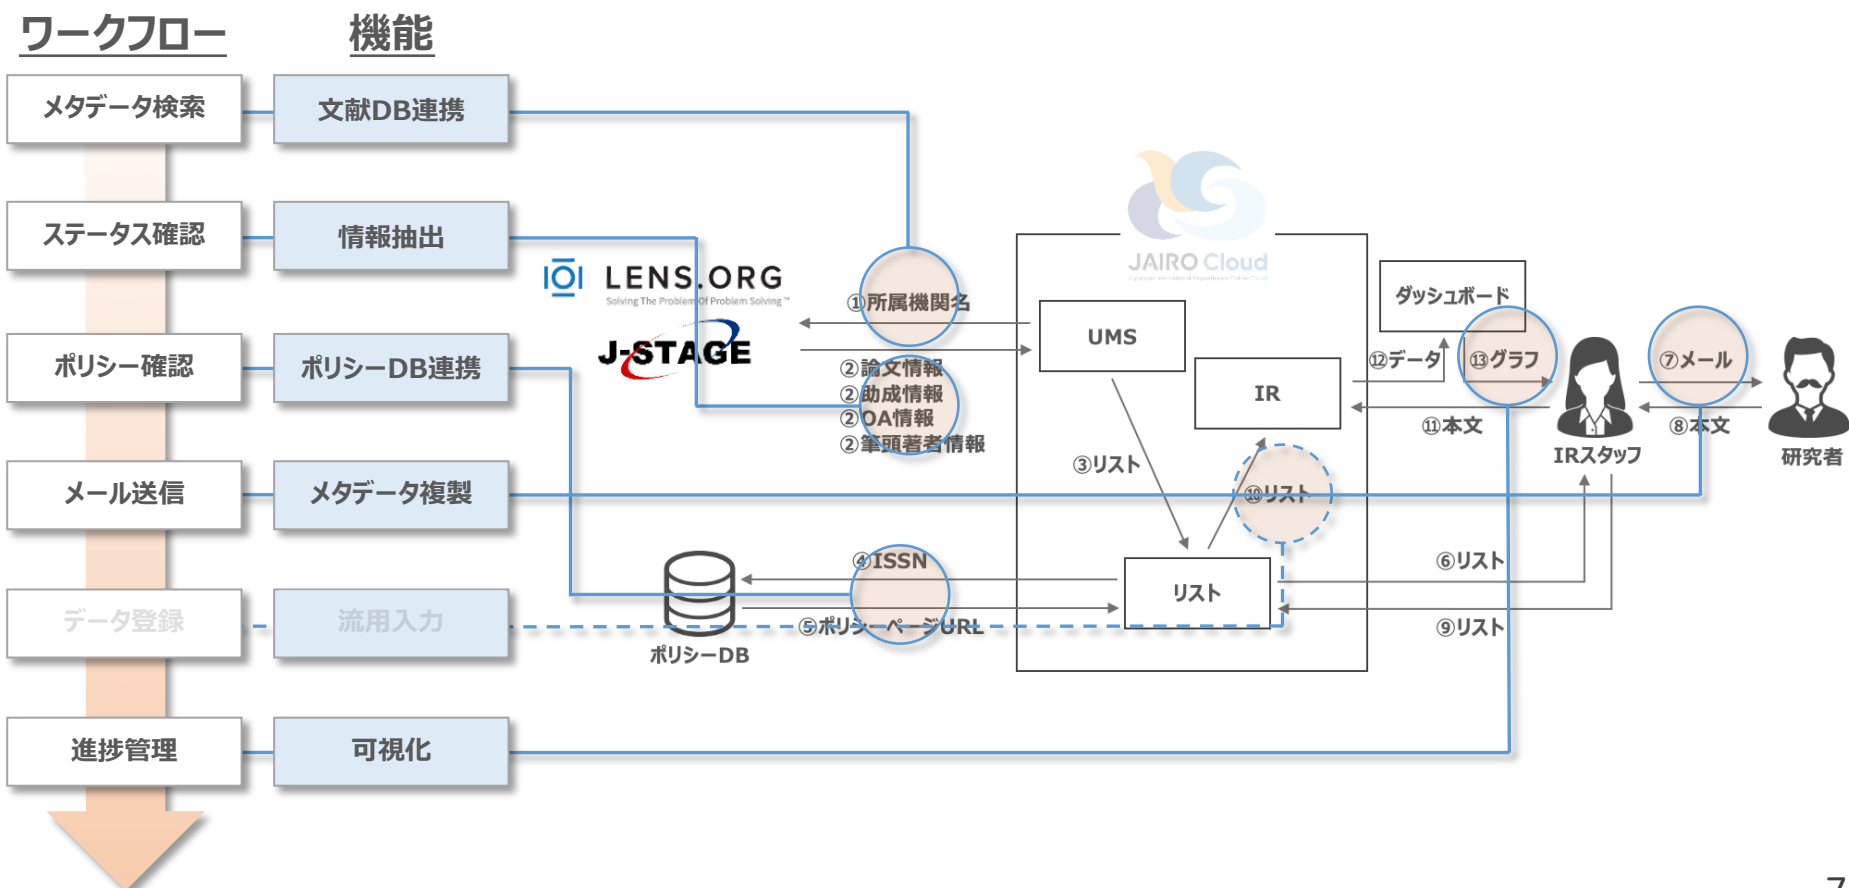 ワークフロー
機能
メタデータ検索
文献DB連携
ステータス確認
情報抽出
ポリシー確認
ポリシーDB連携
メール送信
メタデータ複製
データ登録
流用入力
進捗管理
可視化
LENS.ORG
Solving The Problem Of Problem Solving™
J-STAGE
①所属機関名
②論文情報
②助成情報
②OA情報
②筆頭著者情報
JAIRO Cloud
UMS
IR
③リスト
⑩リスト
リスト
④ISSN
⑤ポリシーページURL
ポリシーDB
ダッシュボード
⑫データ
⑬グラフ
⑪本文
IRスタッフ
⑦メール
⑧本文
研究者
⑥リスト
⑨リスト